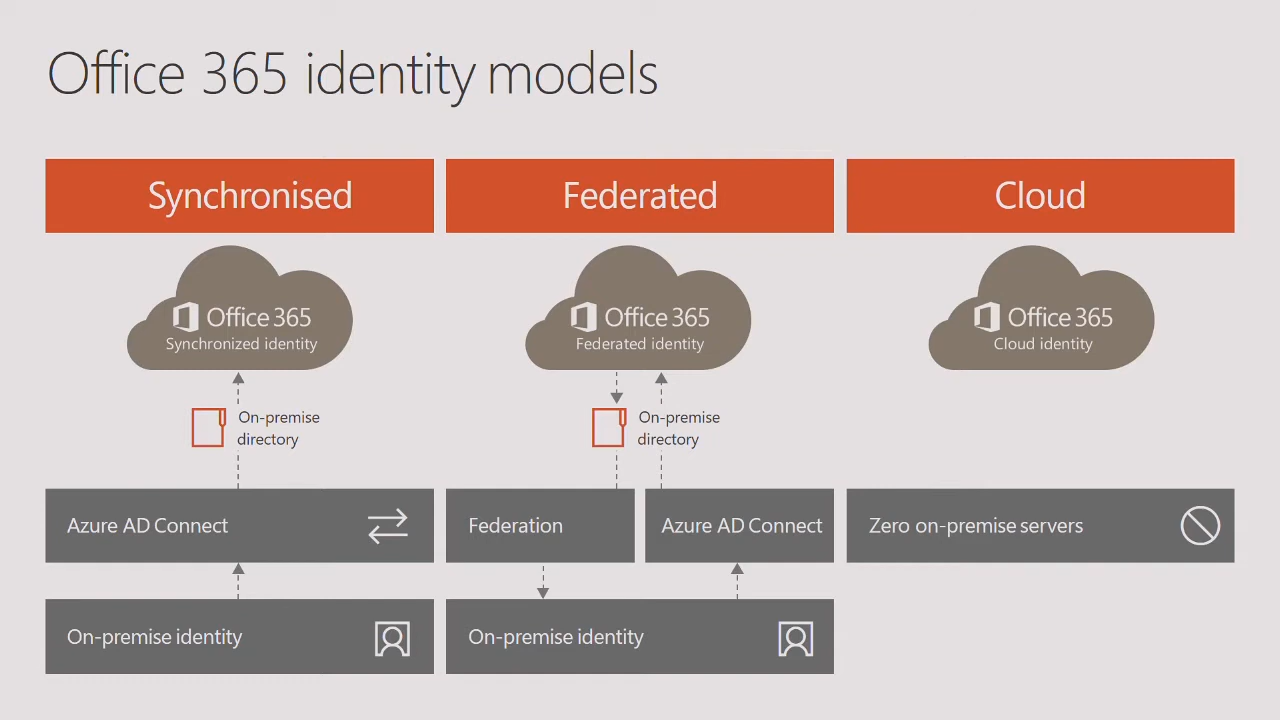 Office 365 identity models
Synchronised
Federated
Cloud
Office 365
Synchronized identity
Office 365
Federated identity
Office 365
Cloud identity
On-premise
directory
On-premise
directory
Azure AD Connect
Federation
Azure AD Connect
Zero on-premise servers
On-premise identity
On-premise identity